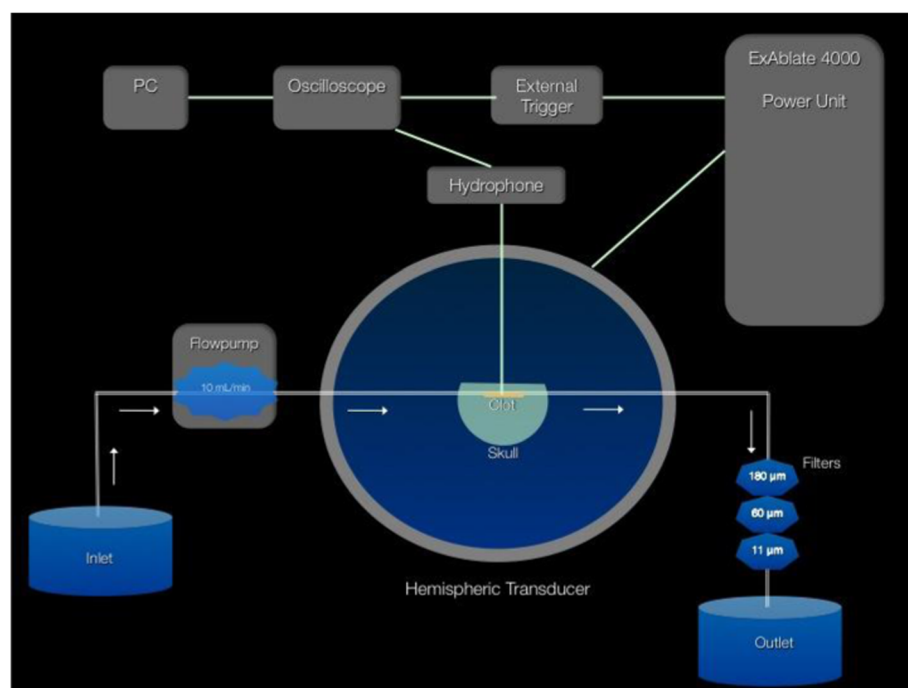 PC
Oscilloscope
External
Trigger
ExAblate 4000
Power Unit
Hydrophone
Flowpump
10 mL/min
Clot
Skull
Filters
180 μm
60 μm
11 μm
Inlet
Hemispheric Transducer
Outlet